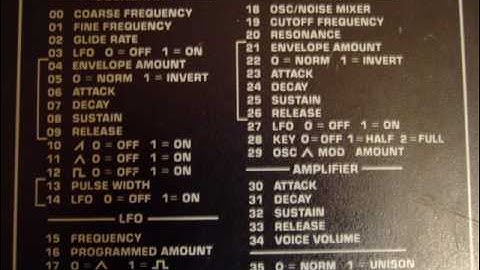 00 COARSE FREQUENCY
01 FINE FREQUENCY
02 GLIDE RATE
03 LFO 0 = OFF 1 = ON
04 ENVELOPE AMOUNT
05 0 = NORM 1 = INVERT
06 ATTACK
07 DECAY
08 SUSTAIN
09 RELEASE
10 0 = OFF 1 = ON
11 0 = OFF 1 = ON
12 0 = OFF 1 = ON
13 PULSE WIDTH
14 LFO 0 = OFF 1 = ON
LFO
15 FREQUENCY
16 PROGRAMMED AMOUNT
17 0 = 1 =
18 OSC/NOISE MIXER
19 CUTOFF FREQUENCY
20 RESONANCE
21 ENVELOPE AMOUNT
22 0 = NORM 1 = INVERT
23 ATTACK
24 DECAY
25 SUSTAIN
26 RELEASE
27 LFO 0 = OFF 1 = ON
28 KEY 0 = OFF 1 = HALF 2 = FULL
29 OSC MOD AMOUNT
AMPLIFIER
30 ATTACK
31 DECAY
32 SUSTAIN
33 RELEASE
34 VOICE VOLUME
35 0 = NORM 1 = UNISON